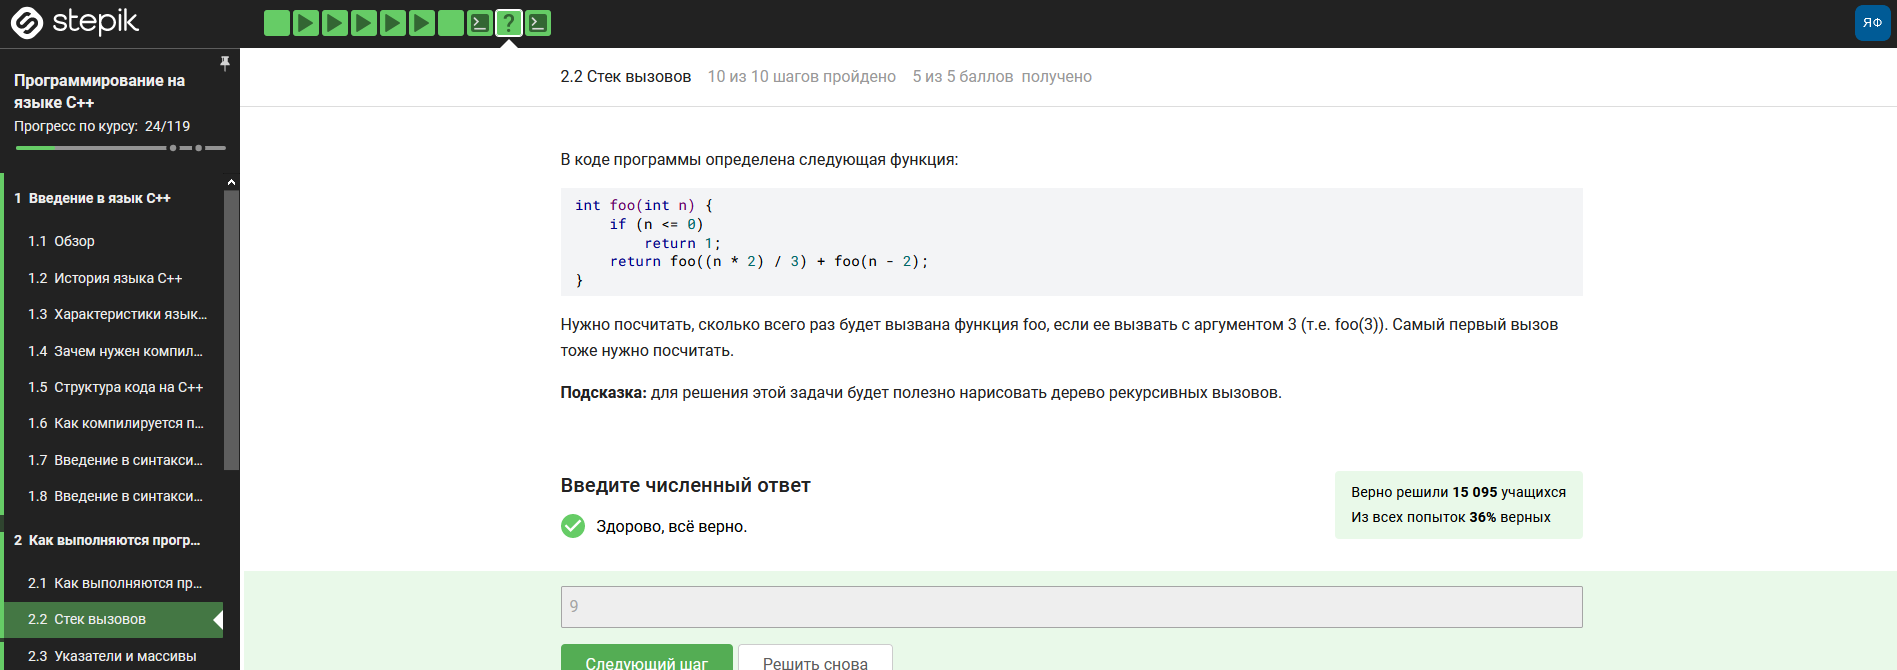 stepik
ЯФ
Программирование на
языке C++
Прогресс по курсу: 24/119
1 Введение в язык C++
1.1 Обзор
1.2 История языка C++
1.3 Характеристики язык...
1.4 Зачем нужен компил...
1.5 Структура кода на C++
1.6 Как компилируется п...
1.7 Введение в синтакси...
1.8 Введение в синтакси...
2 Как выполняются прогр...
2.1 Как выполняются пр...
2.2 Стек вызовов
2.3 Указатели и массивы
2.2 Стек вызовов 10 из 10 шагов пройдено 5 из 5 баллов получено
В коде программы определена следующая функция:
int foo(int n) {
    if (n <= 0)
        return 1;
    return foo((n * 2) / 3) + foo(n - 2);
}
Нужно посчитать, сколько всего раз будет вызвана функция foo, если ее вызвать с аргументом 3 (т.е. foo(3)). Самый первый вызов
тоже нужно посчитать.
Подсказка: для решения этой задачи будет полезно нарисовать дерево рекурсивных вызовов.
Введите численный ответ
Здорово, всё верно.
Верно решили 15 095 учащихся
Из всех попыток 36% верных
9
Следующий шаг
Решить снова